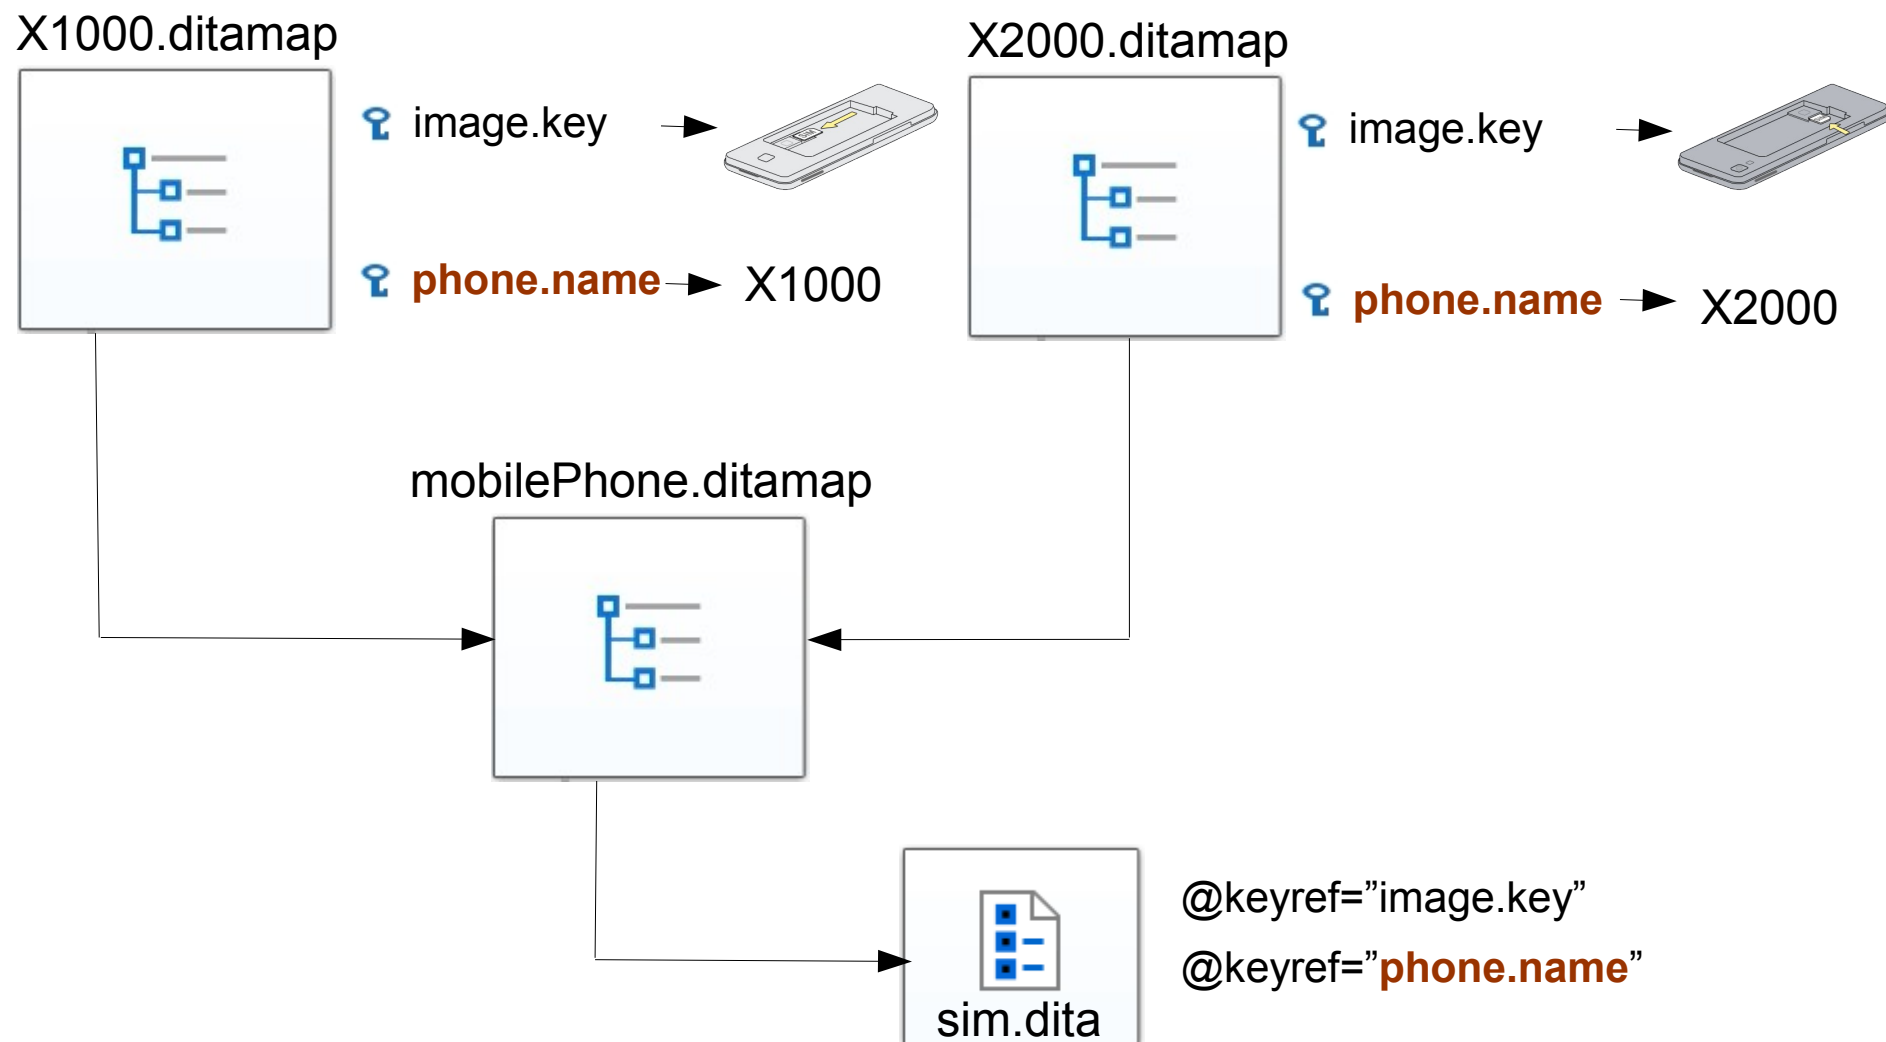 X1000.ditamap
image.key
phone.name
X1000
X2000.ditamap
image.key
phone.name
X2000
mobilePhone.ditamap
sim.dita
@keyref=”image.key”
@keyref=”phone.name”